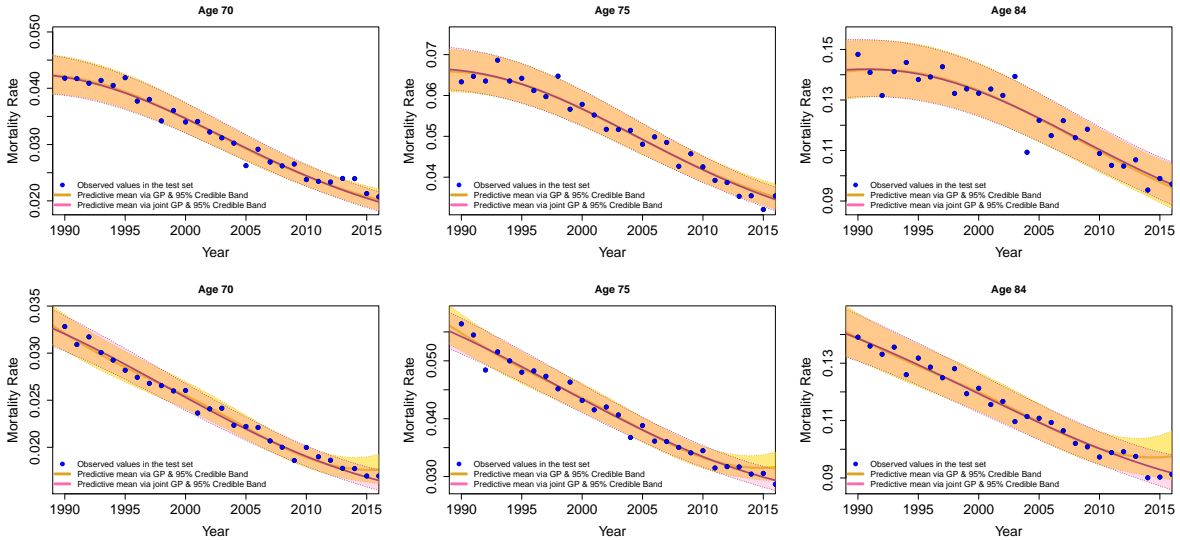 Age 70
Mortality Rate
0.020 0.030 0.040 0.050
Observed values in the test set
Predictive mean via GP & 95% Credible Band
Predictive mean via joint GP & 95% Credible Band
1990 1995 2000 2005 2010 2015
Year
Age 75
Mortality Rate
0.04 0.05 0.06 0.07
Observed values in the test set
Predictive mean via GP & 95% Credible Band
Predictive mean via joint GP & 95% Credible Band
1990 1995 2000 2005 2010 2015
Year
Age 84
Mortality Rate
0.09 0.11 0.13 0.15
Observed values in the test set
Predictive mean via GP & 95% Credible Band
Predictive mean via joint GP & 95% Credible Band
1990 1995 2000 2005 2010 2015
Year
Age 70
Mortality Rate
0.020 0.025 0.030 0.035
Observed values in the test set
Predictive mean via GP & 95% Credible Band
Predictive mean via joint GP & 95% Credible Band
1990 1995 2000 2005 2010 2015
Year
Age 75
Mortality Rate
0.030 0.040 0.050
Observed values in the test set
Predictive mean via GP & 95% Credible Band
Predictive mean via joint GP & 95% Credible Band
1990 1995 2000 2005 2010 2015
Year
Age 84
Mortality Rate
0.09 0.11 0.13
Observed values in the test set
Predictive mean via GP & 95% Credible Band
Predictive mean via joint GP & 95% Credible Band
1990 1995 2000 2005 2010 2015
Year